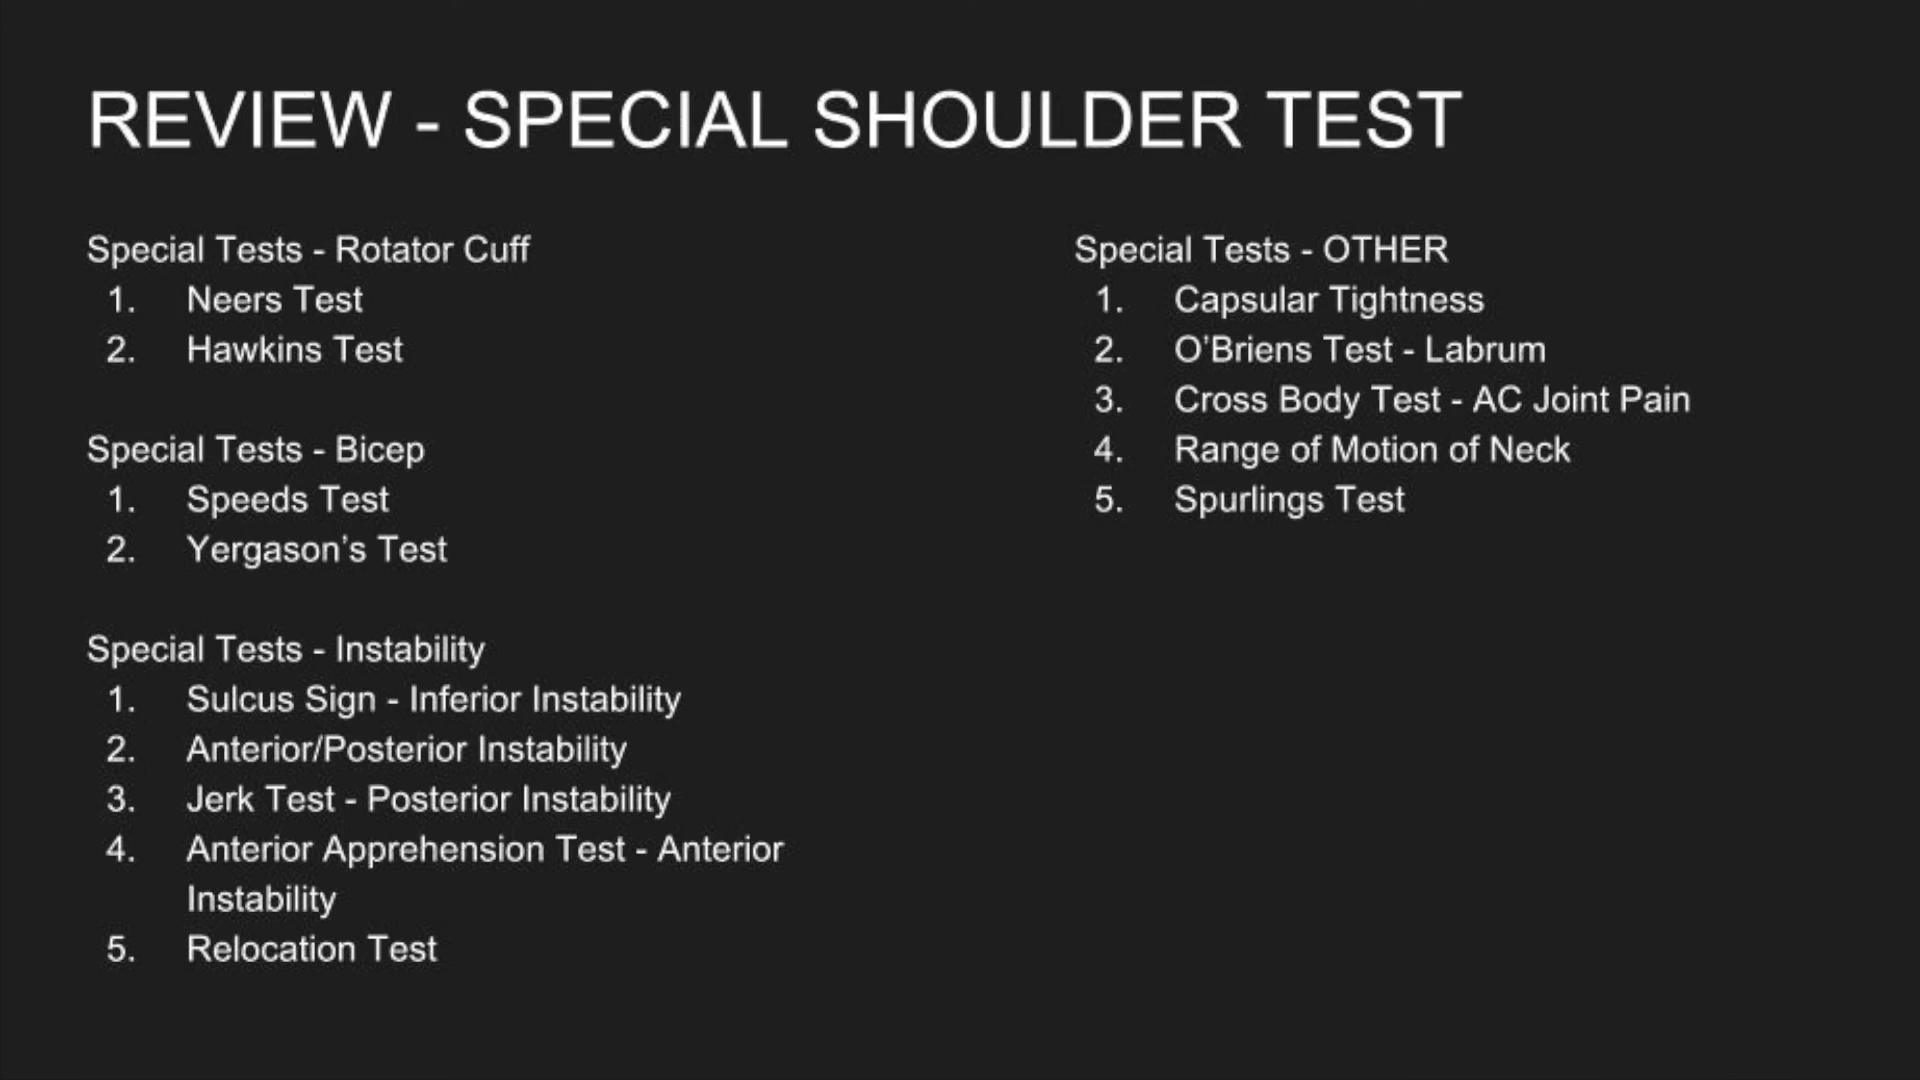 REVIEW - SPECIAL SHOULDER TEST
Special Tests - Rotator Cuff
1. Neers Test
2. Hawkins Test
Special Tests - Bicep
1. Speeds Test
2. Yergason’s Test
Special Tests - Instability
1. Sulcus Sign - Inferior Instability
2. Anterior/Posterior Instability
3. Jerk Test - Posterior Instability
4. Anterior Apprehension Test - Anterior
Instability
5. Relocation Test
Special Tests - OTHER
1. Capsular Tightness
2. O’Briens Test - Labrum
3. Cross Body Test - AC Joint Pain
4. Range of Motion of Neck
5. Spurlings Test